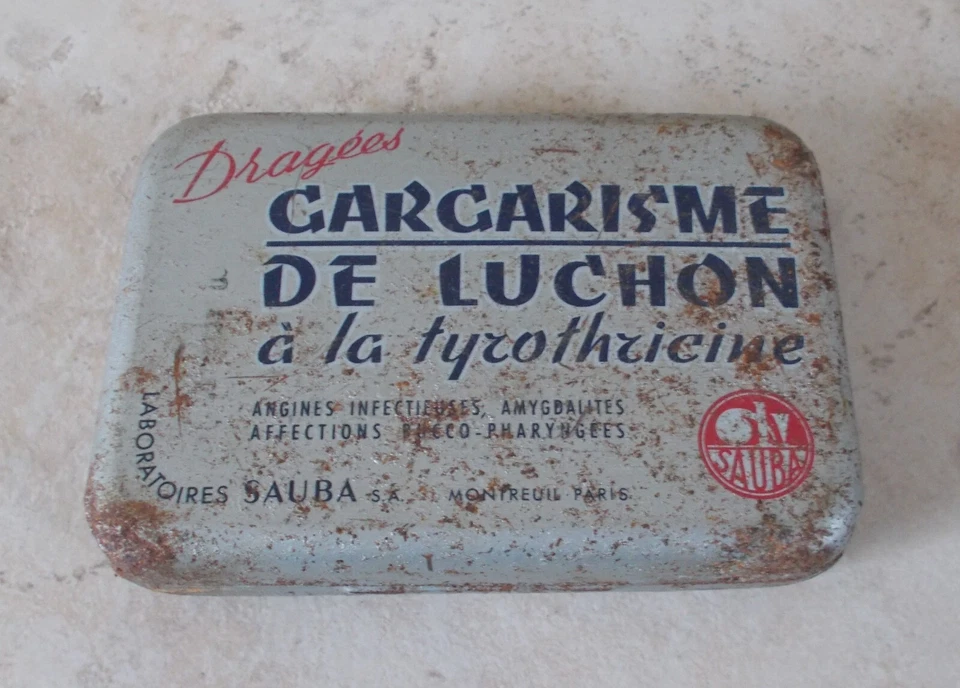 Dragées
GARGARISME
DE LUCHON
à la tyrothricine
ANGINES INFECTIEUSES, AMYGDALITES
AFFECTIONS BUCCO-PHARYNGÉES
LABORATOIRES SAUBA S.A. MONTREUIL PARIS
SAUBA